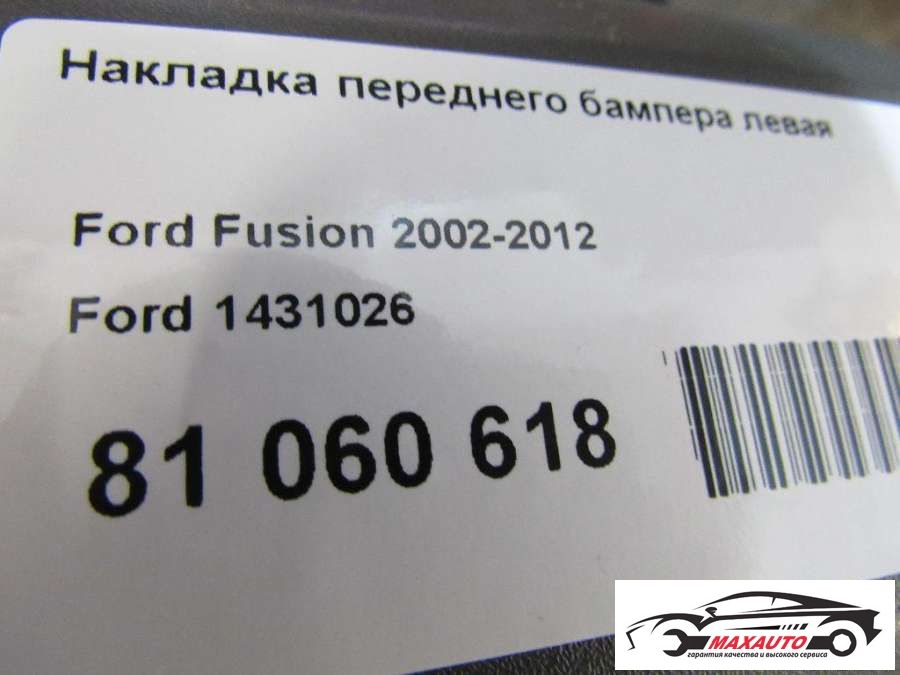 Накладка переднего бампера левая
Ford Fusion 2002-2012
Ford 1431026
81 060 618
MAXAUTO
гарантия качества и высокого сервиса